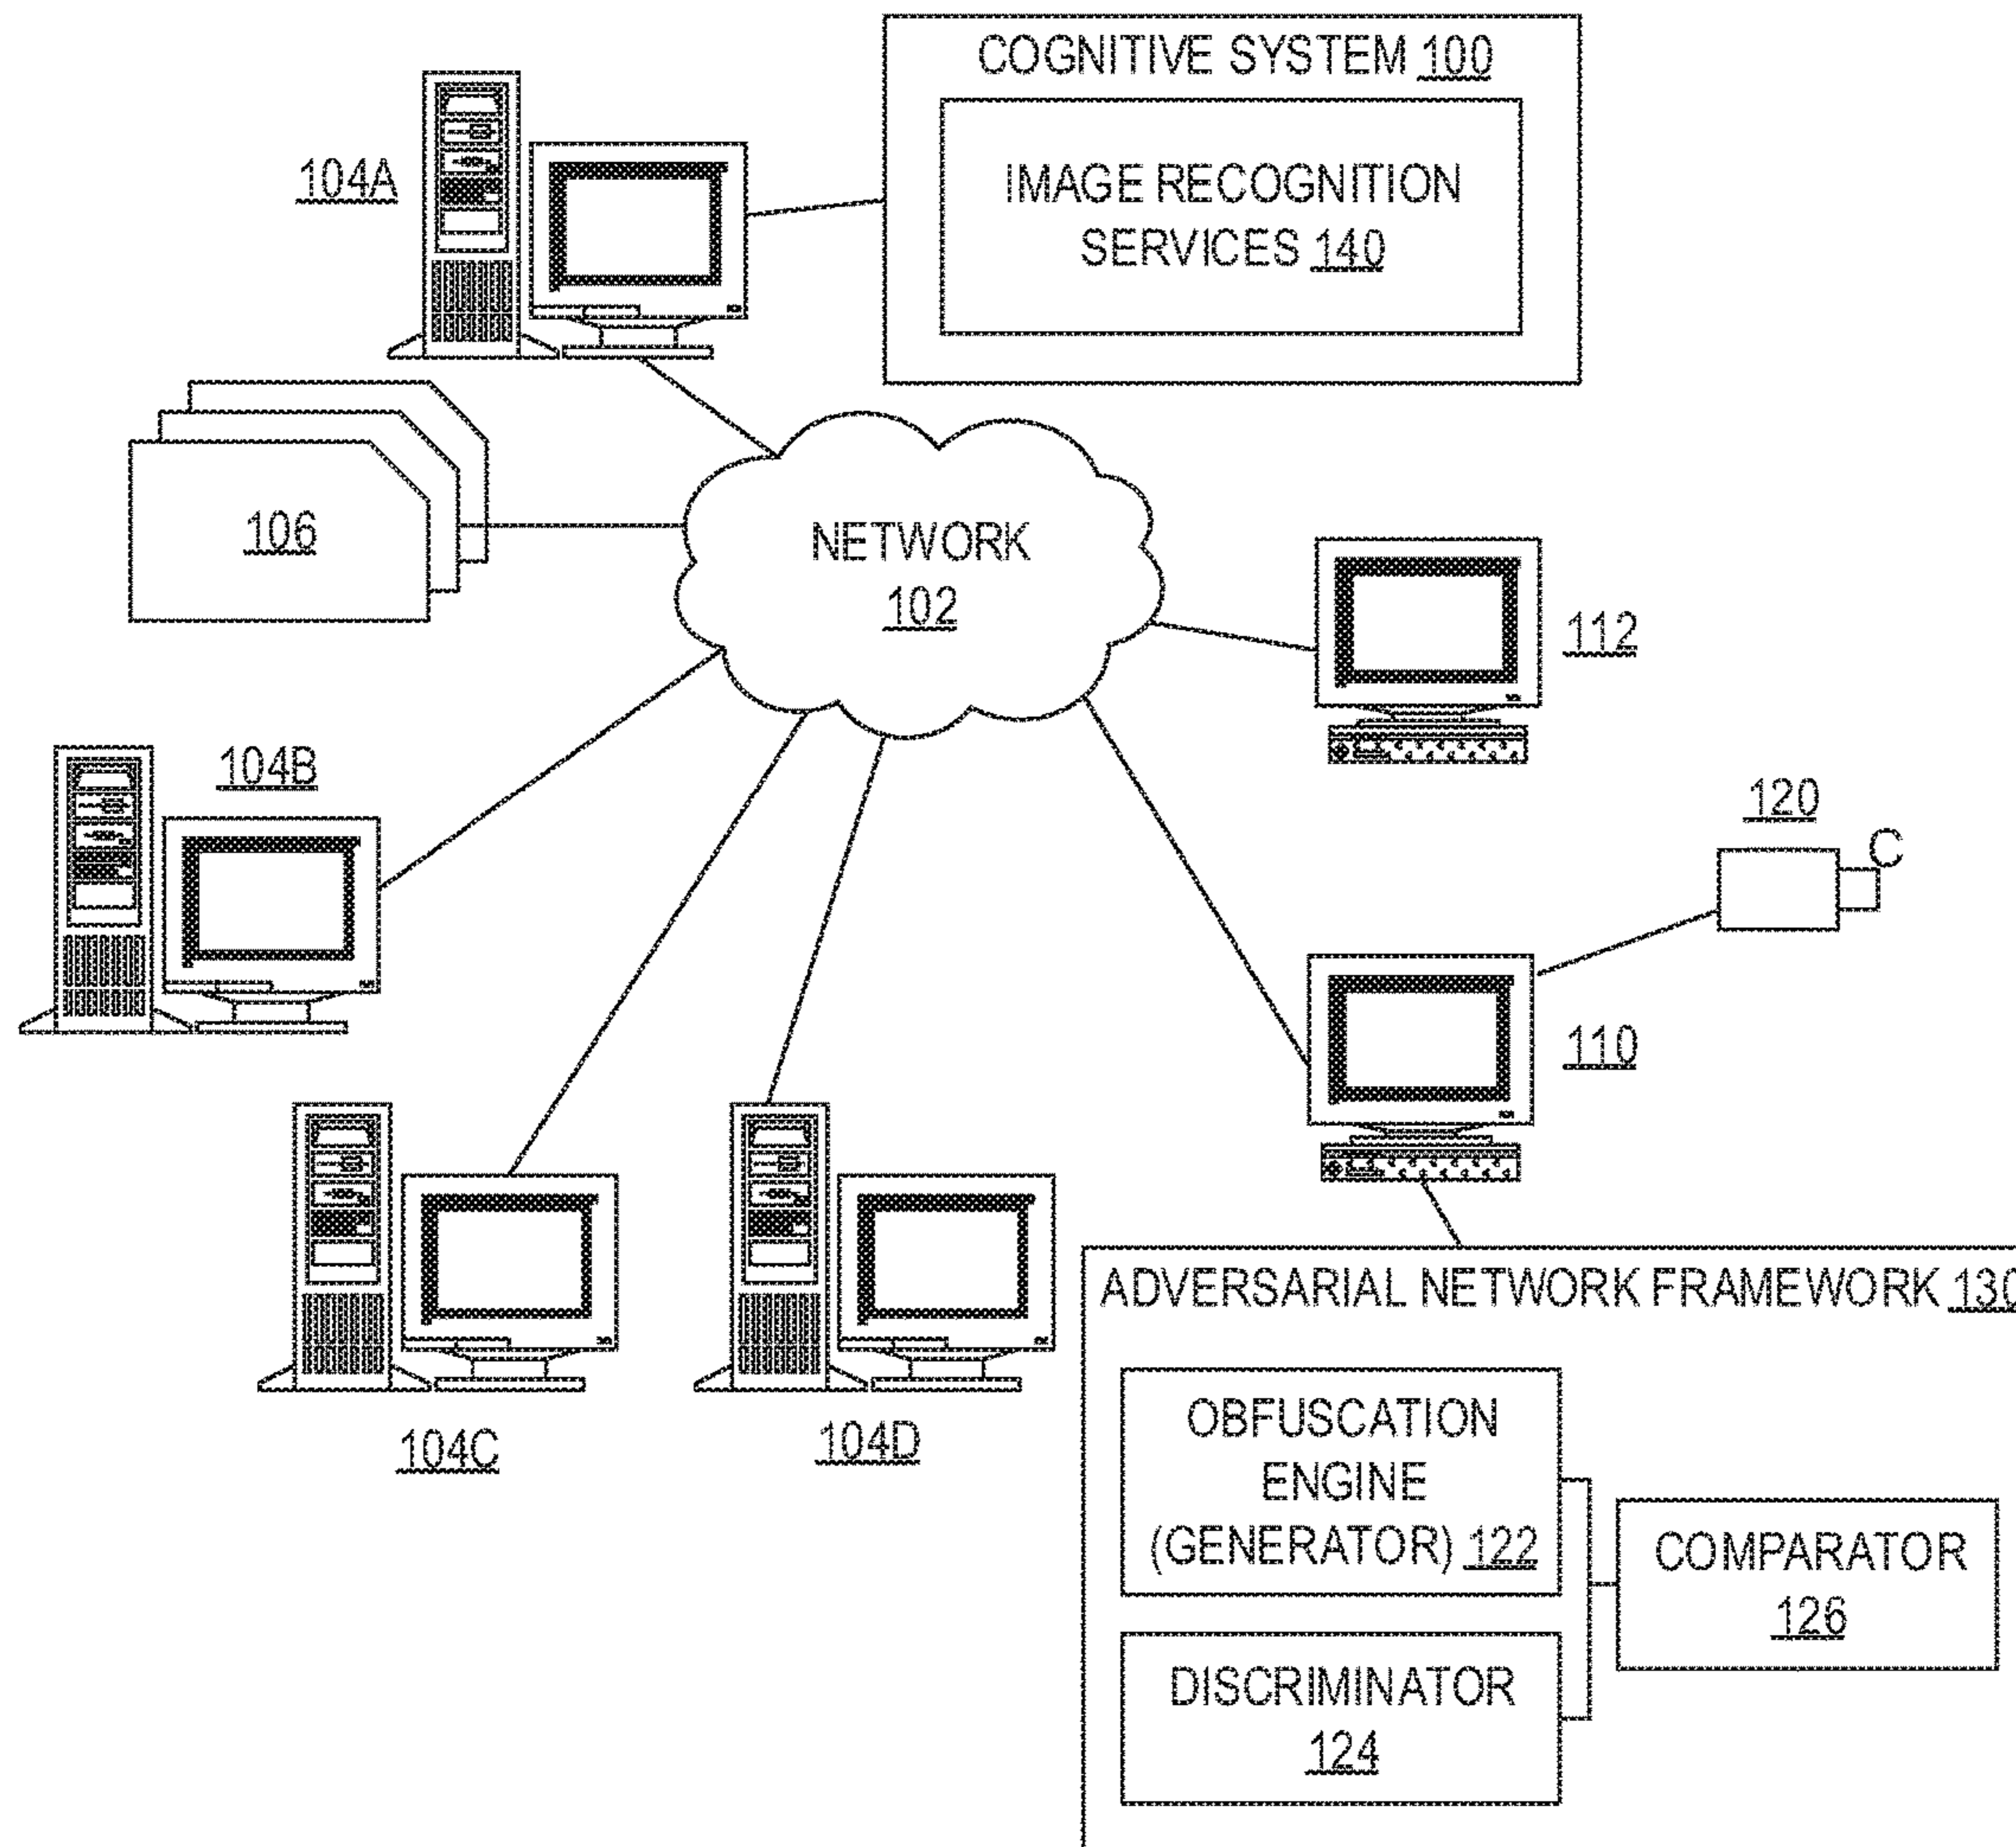 COGNITIVE SYSTEM 100
IMAGE RECOGNITION
SERVICES 140
104A
106
NETWORK
102
112
104B
120
C
110
104C
104D
ADVERSARIAL NETWORK FRAMEWORK 130
OBFUSCATION
ENGINE
(GENERATOR) 122
COMPARATOR
126
DISCRIMINATOR
124